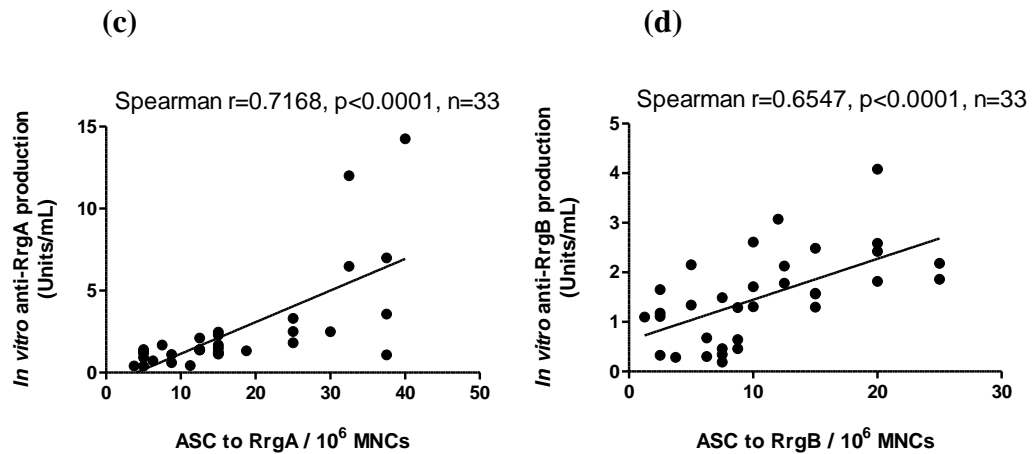 (c)
Spearman r=0.7168, p<0.0001, n=33
In vitro anti-RrgA production
(Units/mL)
15
10
5
0
0 10 20 30 40 50
ASC to RrgA / 10⁶ MNCs
(d)
Spearman r=0.6547, p<0.0001, n=33
In vitro anti-RrgB production
(Units/mL)
5
4
3
2
1
0
0 10 20 30
ASC to RrgB / 10⁶ MNCs